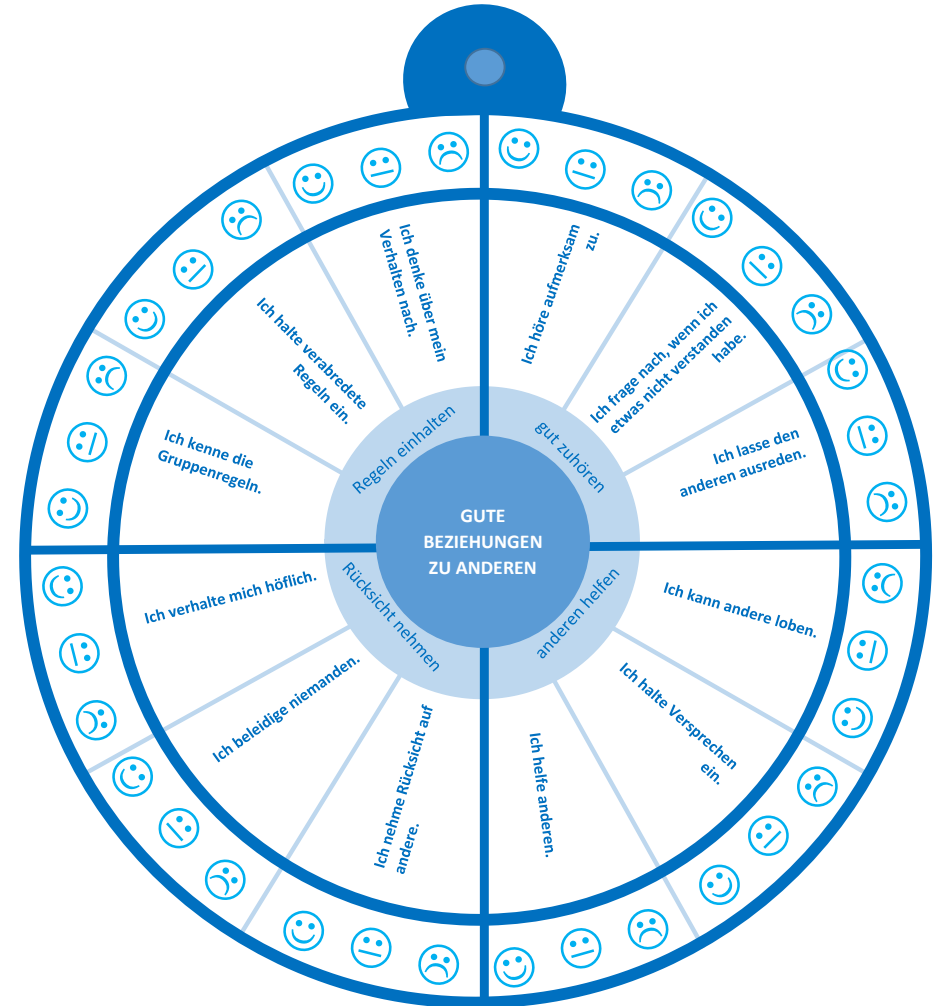 GUTE
BEZIEHUNGEN
ZU ANDEREN
gut zuhören
Ich höre aufmerksam
zu.
Ich frage nach, wenn ich
etwas nicht verstanden
habe.
Ich lasse den
anderen ausreden.
anderen helfen
Ich kann andere loben.
Ich halte Versprechen
ein.
Ich helfe anderen.
Rücksicht nehmen
Ich nehme Rücksicht auf
andere.
Ich beleidige niemanden.
Ich verhalte mich höflich.
Regeln einhalten
Ich kenne die
Gruppenregeln.
Ich halte verabredete
Regeln ein.
Ich denke über mein
Verhalten nach.